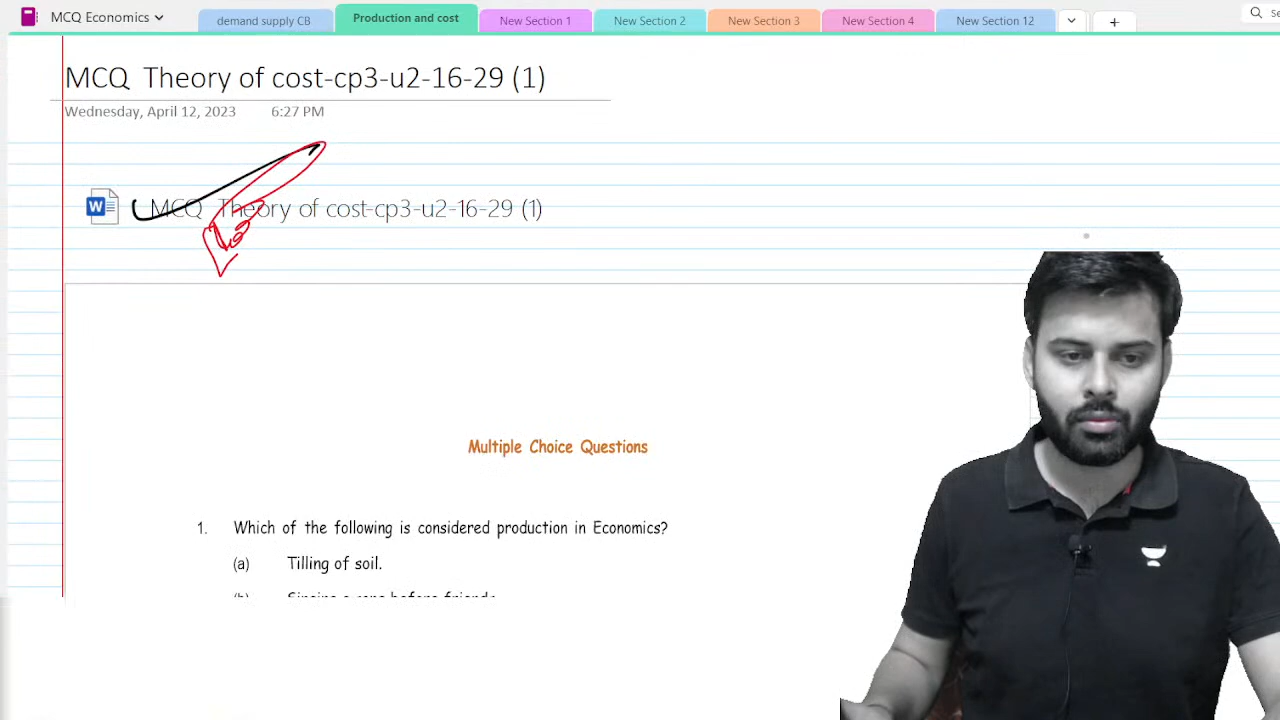 MCQ Economics
demand supply CB
Production and cost
New Section 1
New Section 2
New Section 3
New Section 4
New Section 12
MCQ Theory of cost-cp3-u2-16-29 (1)
Wednesday, April 12, 2023 6:27 PM
MCQ Theory of cost-cp3-u2-16-29 (1)
Multiple Choice Questions
1. Which of the following is considered production in Economics?
(a) Tilling of soil.